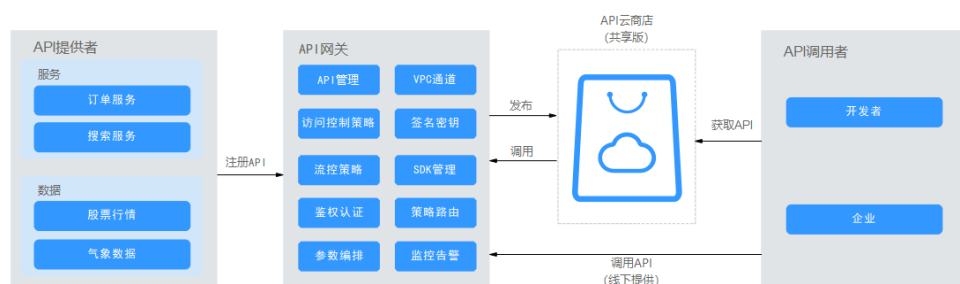 API提供者
服务
订单服务
搜索服务
数据
股票行情
气象数据
注册API
API网关
API管理
VPC通道
访问控制策略
签名密钥
流控策略
SDK管理
鉴权认证
策略路由
参数编排
监控告警
发布
调用
API云商店
(共享版)
获取API
调用API
(线下提供)
API调用者
开发者
企业